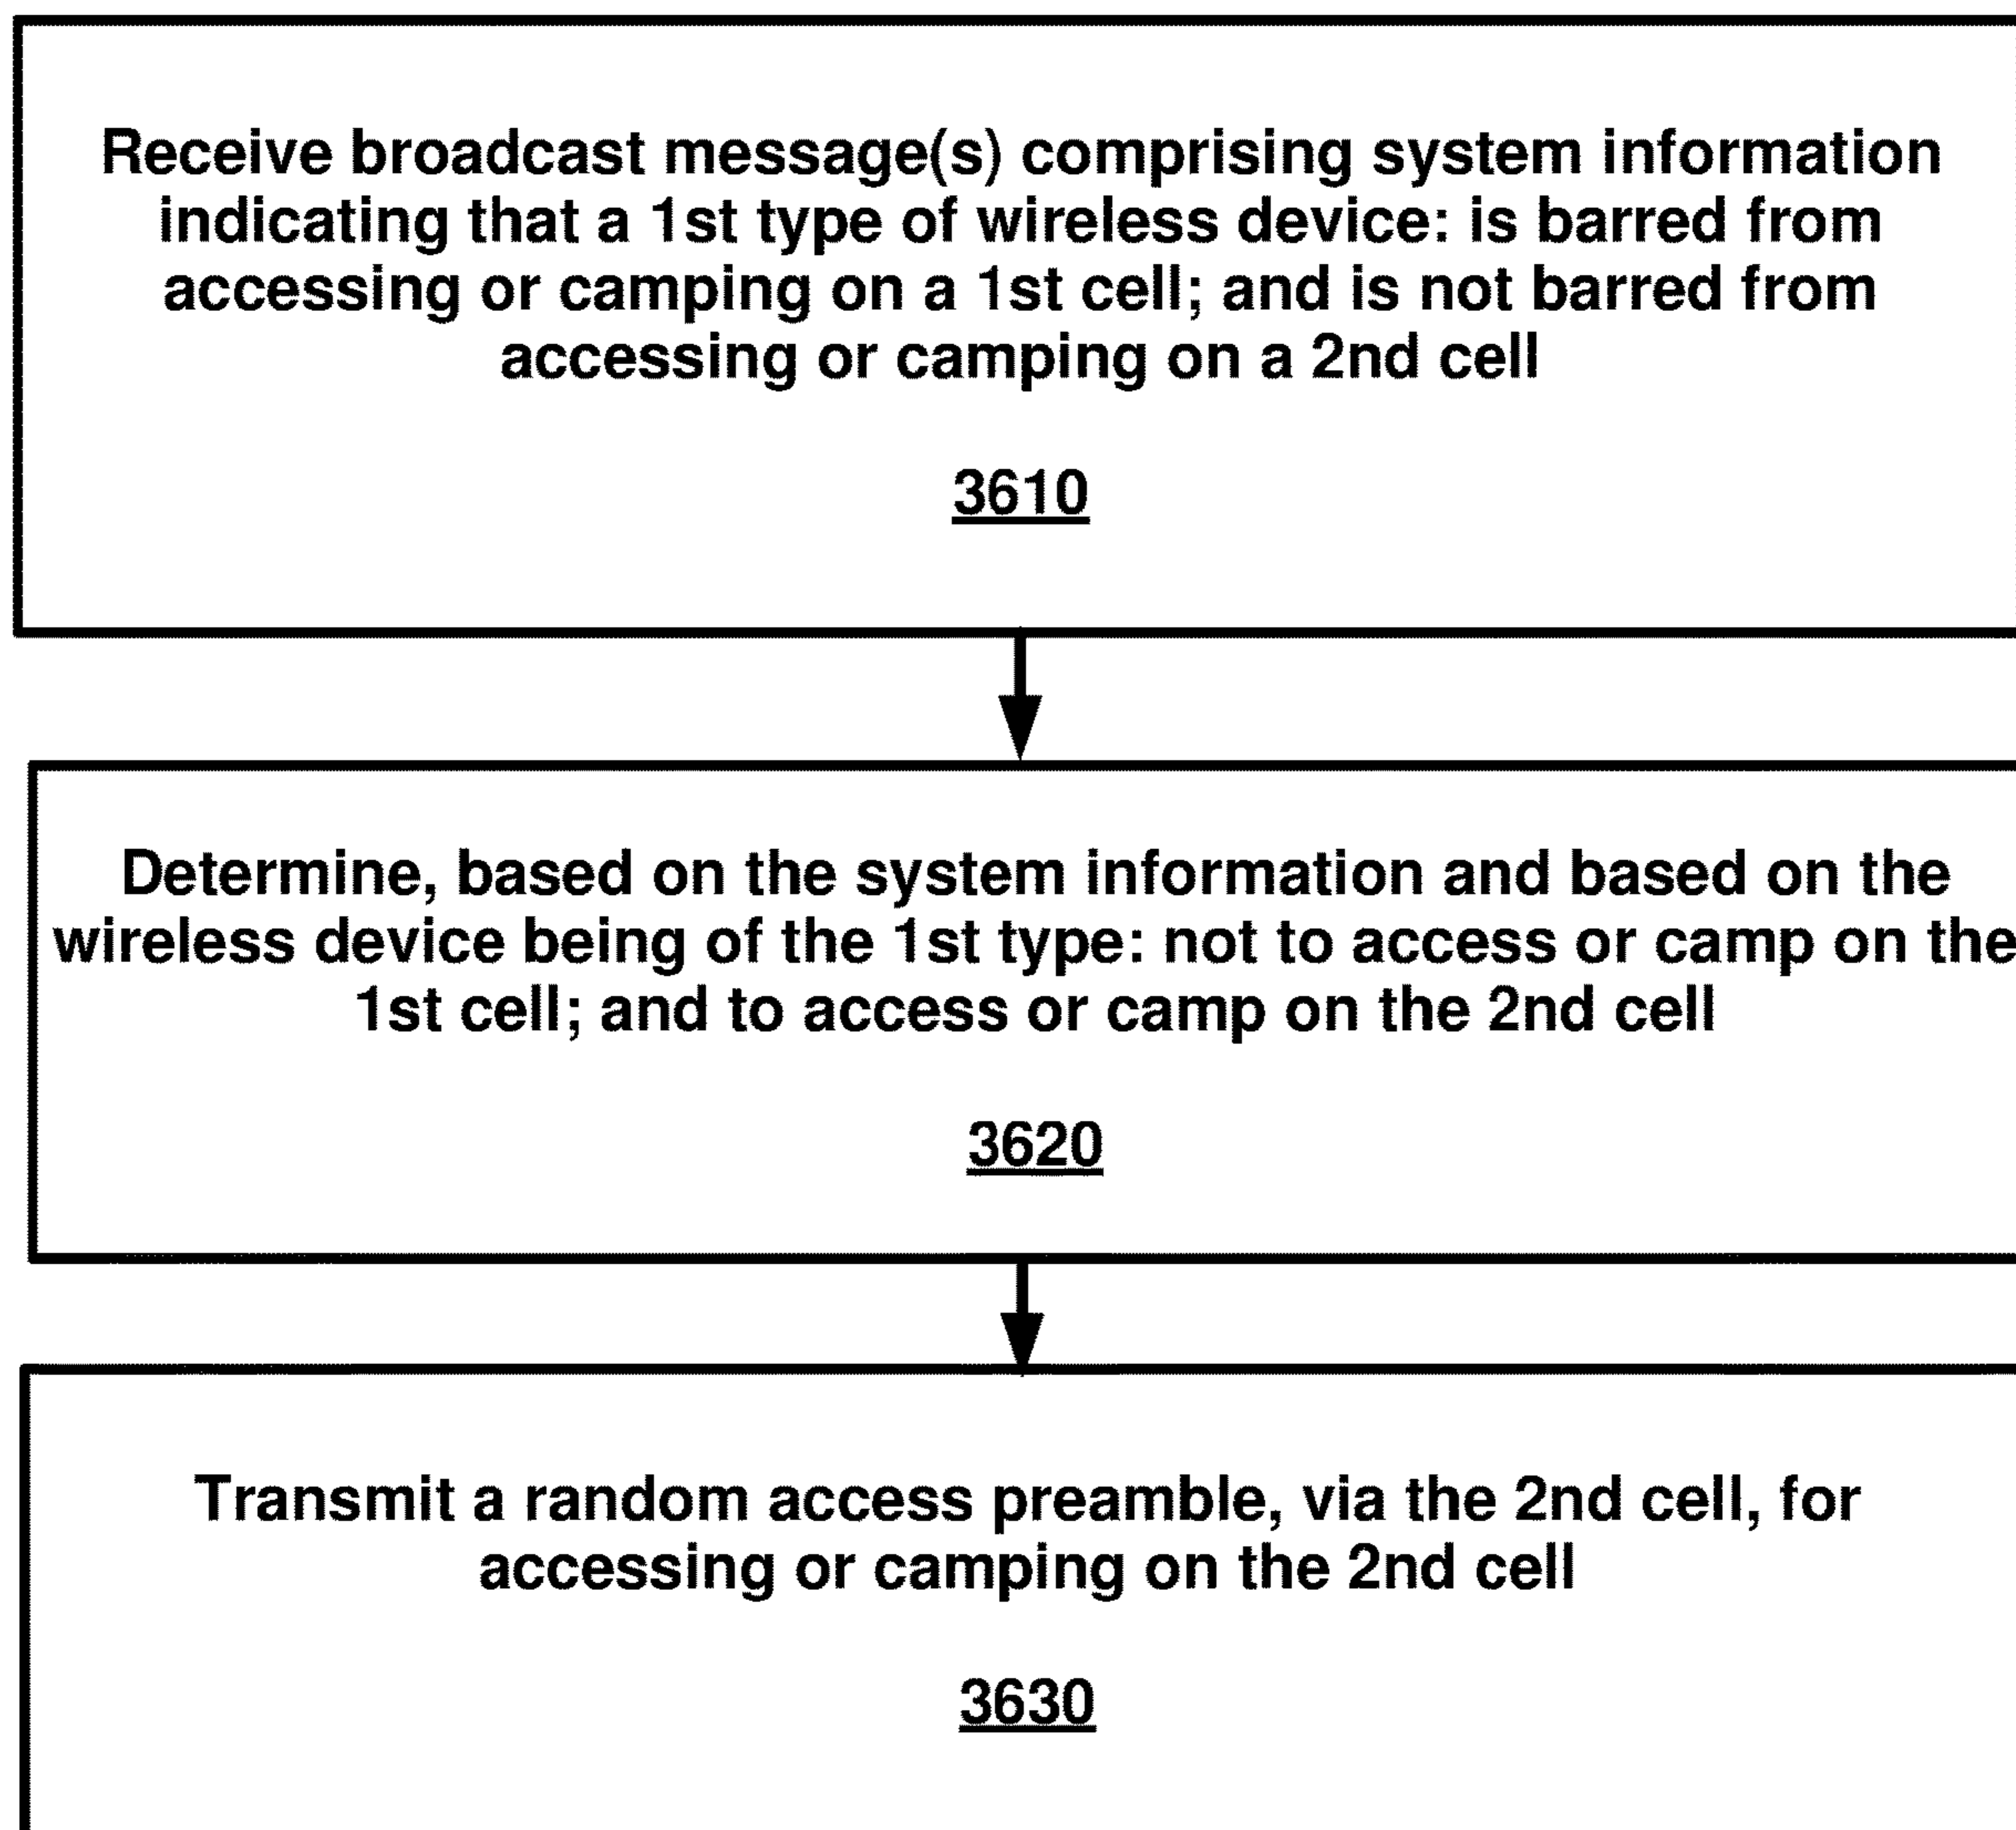 Receive broadcast message(s) comprising system information
indicating that a 1st type of wireless device: is barred from
accessing or camping on a 1st cell; and is not barred from
accessing or camping on a 2nd cell
3610
Determine, based on the system information and based on the
wireless device being of the 1st type: not to access or camp on the
1st cell; and to access or camp on the 2nd cell
3620
Transmit a random access preamble, via the 2nd cell, for
accessing or camping on the 2nd cell
3630